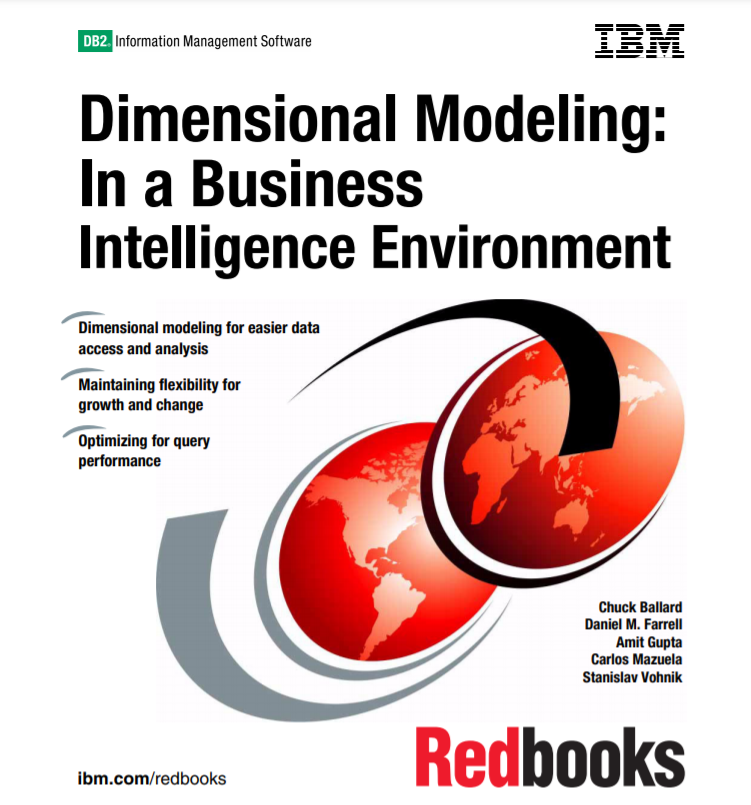 DB2. Information Management Software
IBM
Dimensional Modeling:
In a Business
Intelligence Environment
Dimensional modeling for easier data
access and analysis
Maintaining flexibility for
growth and change
Optimizing for query
performance
Chuck Ballard
Daniel M. Farrell
Amit Gupta
Carlos Mazuela
Stanislav Vohnik
ibm.com/redbooks
Redbooks